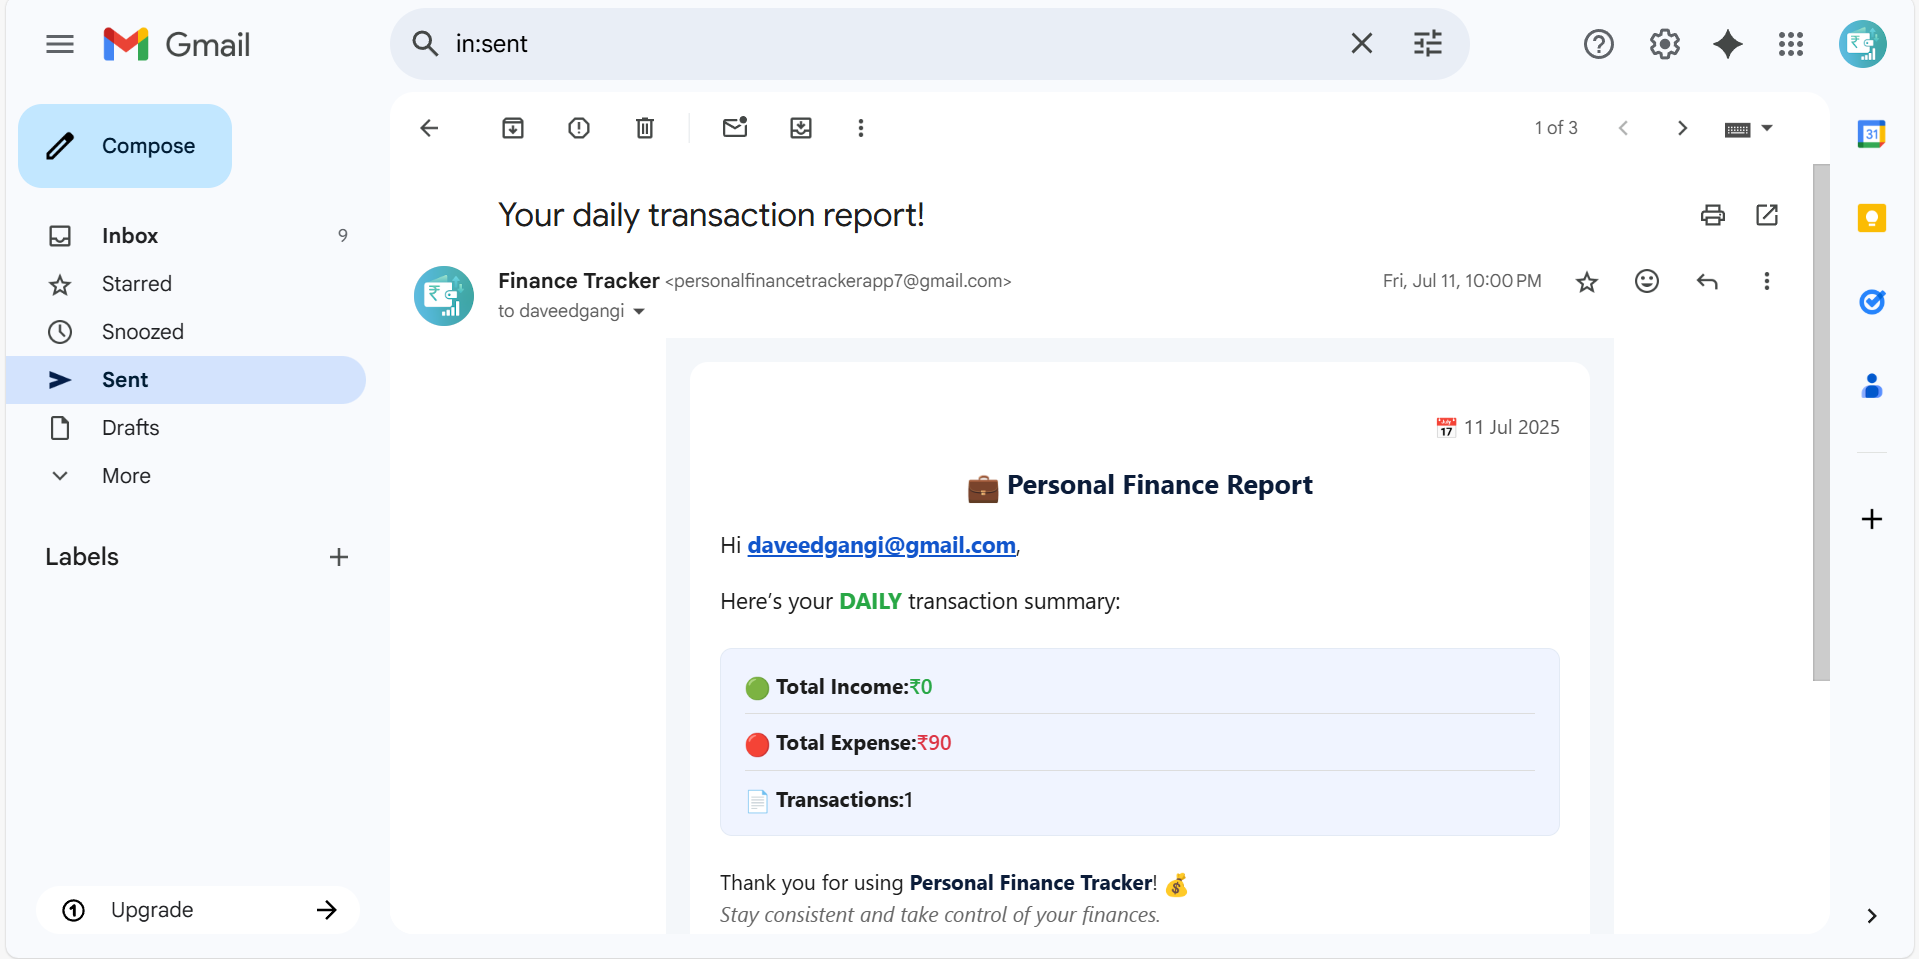 Gmail
in:sent
Compose
1 of 3
31
Your daily transaction report!
Inbox 9
Starred
Snoozed
Sent
Drafts
More
Labels
Upgrade
Finance Tracker <personalfinancetrackerapp7@gmail.com>
Fri, Jul 11, 10:00 PM
to daveedgangi
📅 11 Jul 2025
💼 Personal Finance Report
Hi daveedgangi@gmail.com,
Here’s your DAILY transaction summary:
🟢 Total Income:₹0
🔴 Total Expense:₹90
📄 Transactions:1
Thank you for using Personal Finance Tracker! 💰
Stay consistent and take control of your finances.